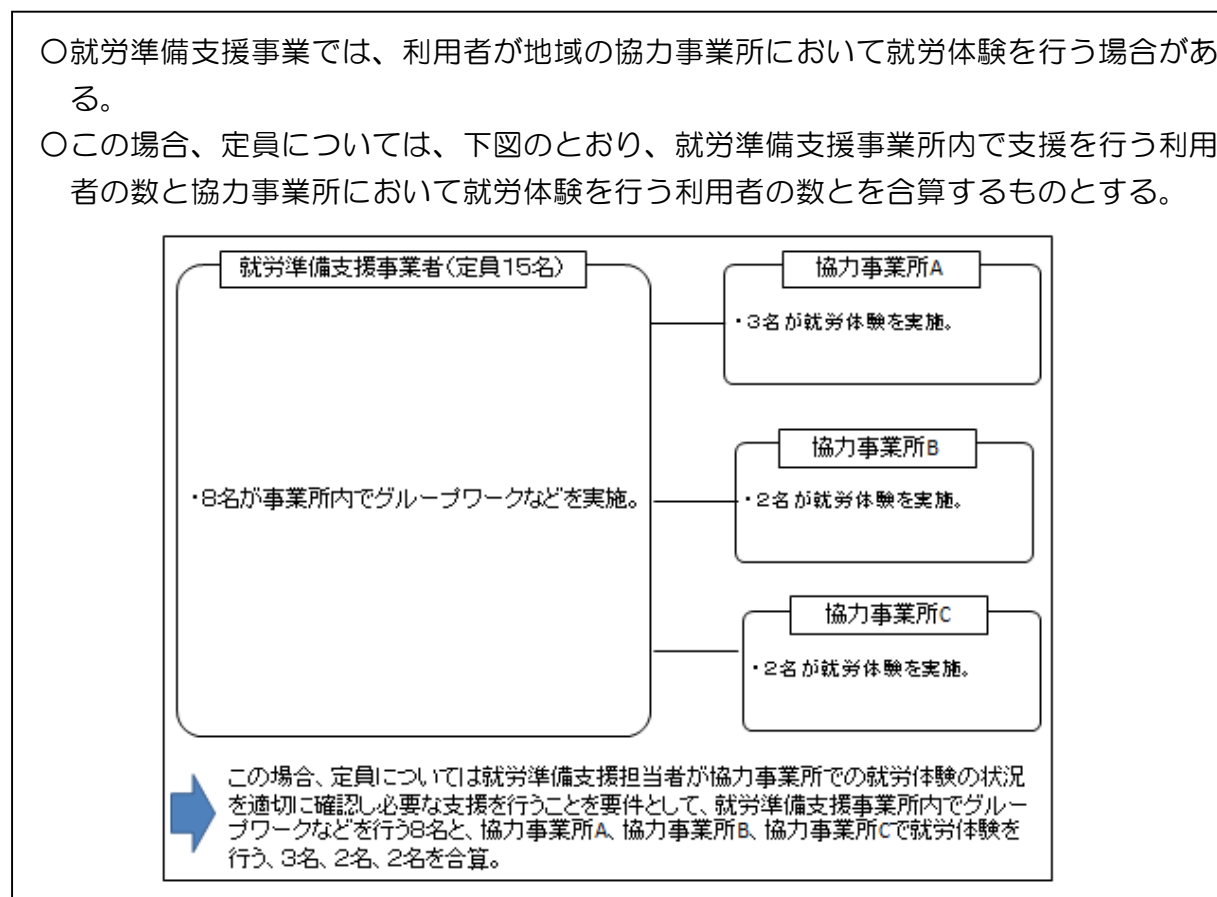 〇就労準備支援事業では、利用者が地域の協力事業所において就労体験を行う場合があ
る。
〇この場合、定員については、下図のとおり、就労準備支援事業所内で支援を行う利用
者の数と協力事業所において就労体験を行う利用者の数とを合算するものとする。
就労準備支援事業者(定員15名)
・8名が事業所内でグループワークなどを実施。
協力事業所A
・3名が就労体験を実施。
協力事業所B
・2名が就労体験を実施。
協力事業所C
・2名が就労体験を実施。
この場合、定員については就労準備支援担当者が協力事業所での就労体験の状況
を適切に確認し必要な支援を行うことを要件として、就労準備支援事業所内でグルー
プワークなどを行う8名と、協力事業所A、協力事業所B、協力事業所Cで就労体験を
行う、3名、2名、2名を合算。